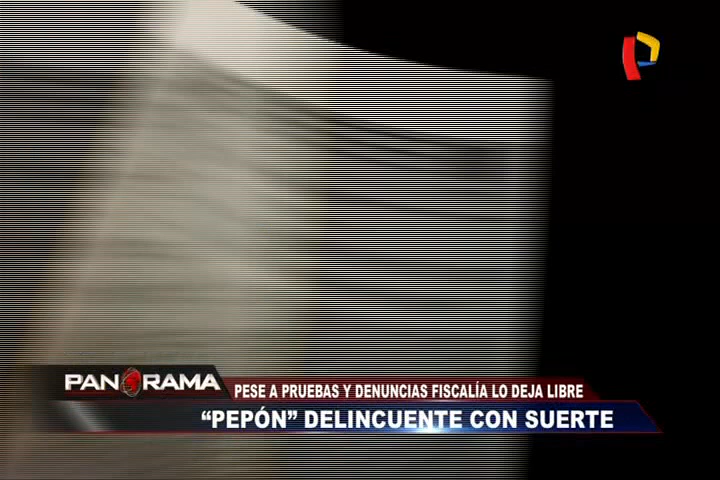 PANORAMA
PESE A PRUEBAS Y DENUNCIAS FISCALÍA LO DEJA LIBRE
“PEPÓN” DELINCUENTE CON SUERTE